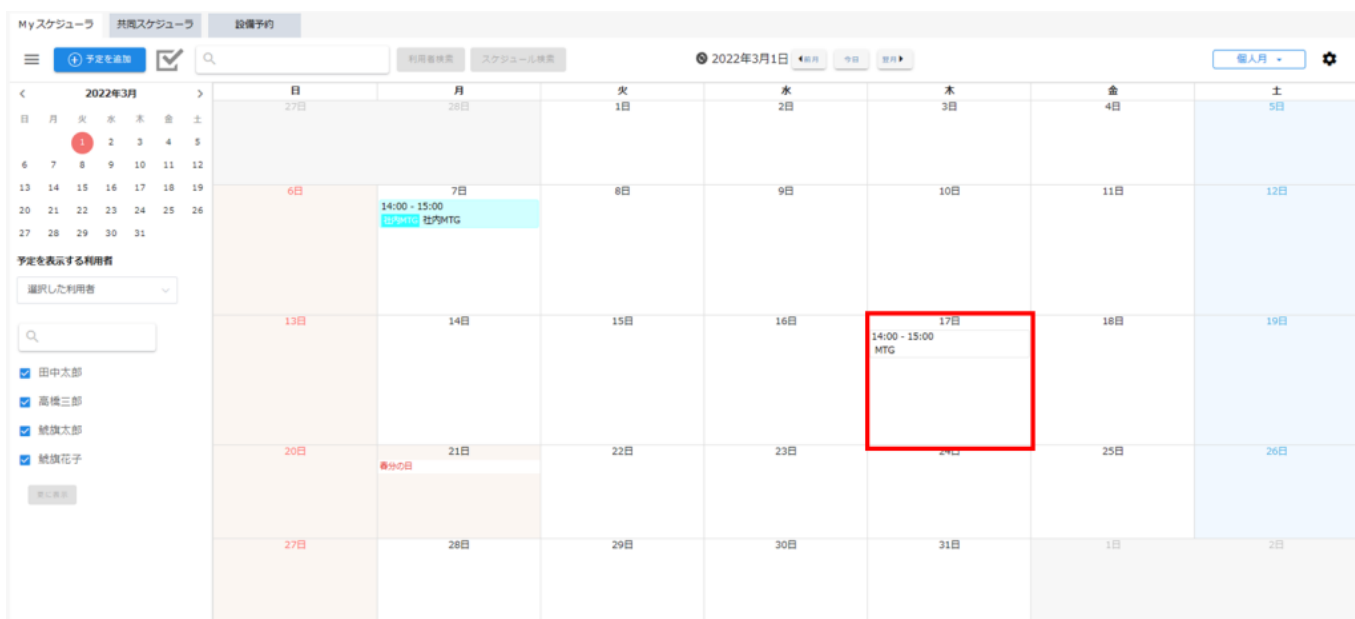 Myスケジューラ 共同スケジューラ 設備予約
予定を追加 利用者検索 スケジュール検索 2022年3月1日 前月 今日 翌月 個人月
< 2022年3月 >
日 月 火 水 木 金 土
1 2 3 4 5
6 7 8 9 10 11 12
13 14 15 16 17 18 19
20 21 22 23 24 25 26
27 28 29 30 31
予定を表示する利用者
選択した利用者
田中太郎
高橋三郎
鯱旗太郎
鯱旗花子
更に表示
日 月 火 水 木 金 土
27日 28日 1日 2日 3日 4日 5日
6日 7日 8日 9日 10日 11日 12日
14:00 - 15:00
社内MTG 社内MTG
13日 14日 15日 16日 17日 18日 19日
14:00 - 15:00
MTG
20日 21日 22日 23日 24日 25日 26日
春分の日
27日 28日 29日 30日 31日 1日 2日